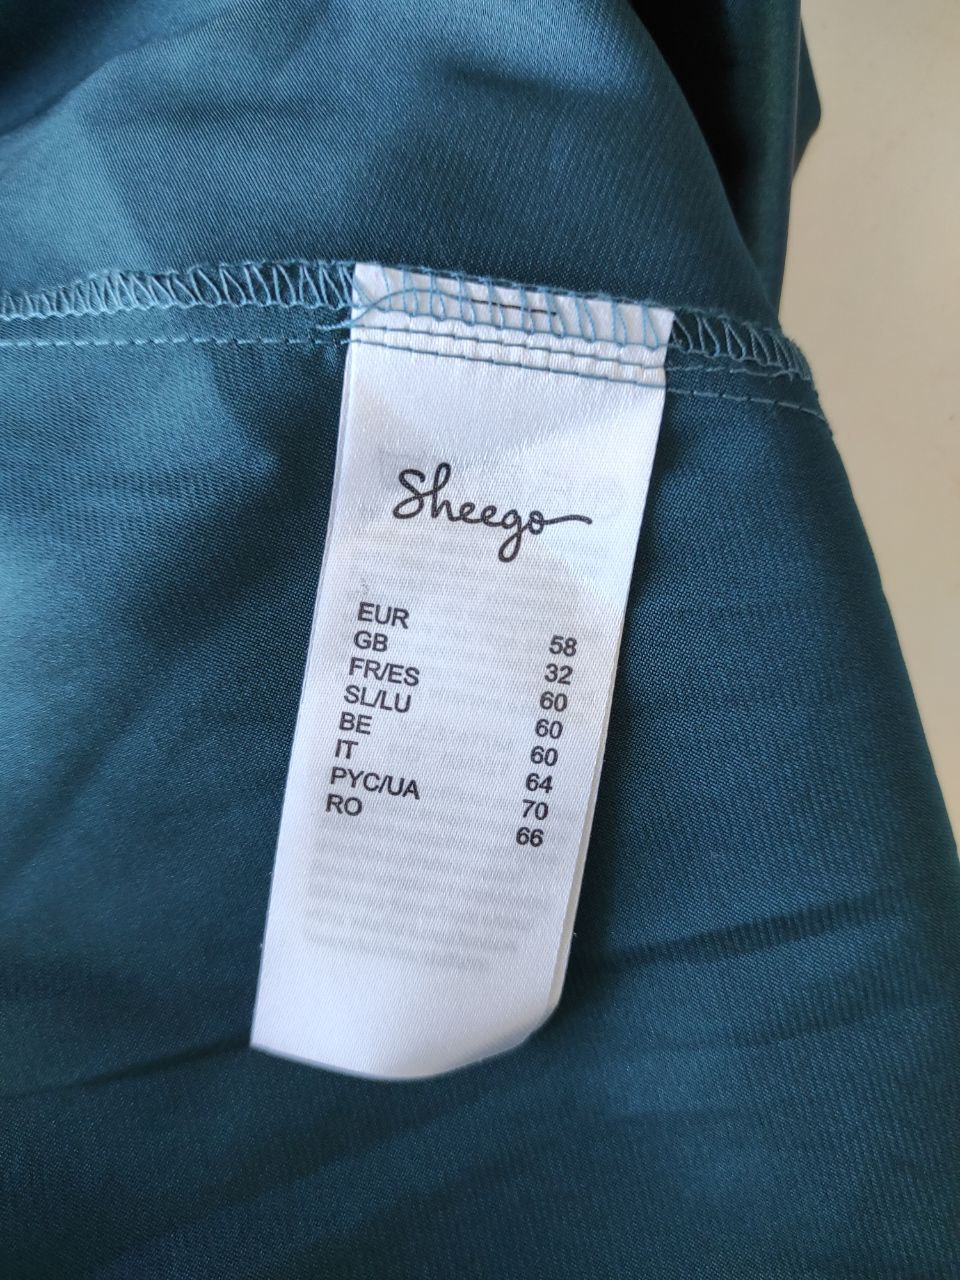 Sheego
EUR 58
GB 32
FR/ES 60
SL/LU 60
BE 60
IT 64
РУС/UA 70
RO 66